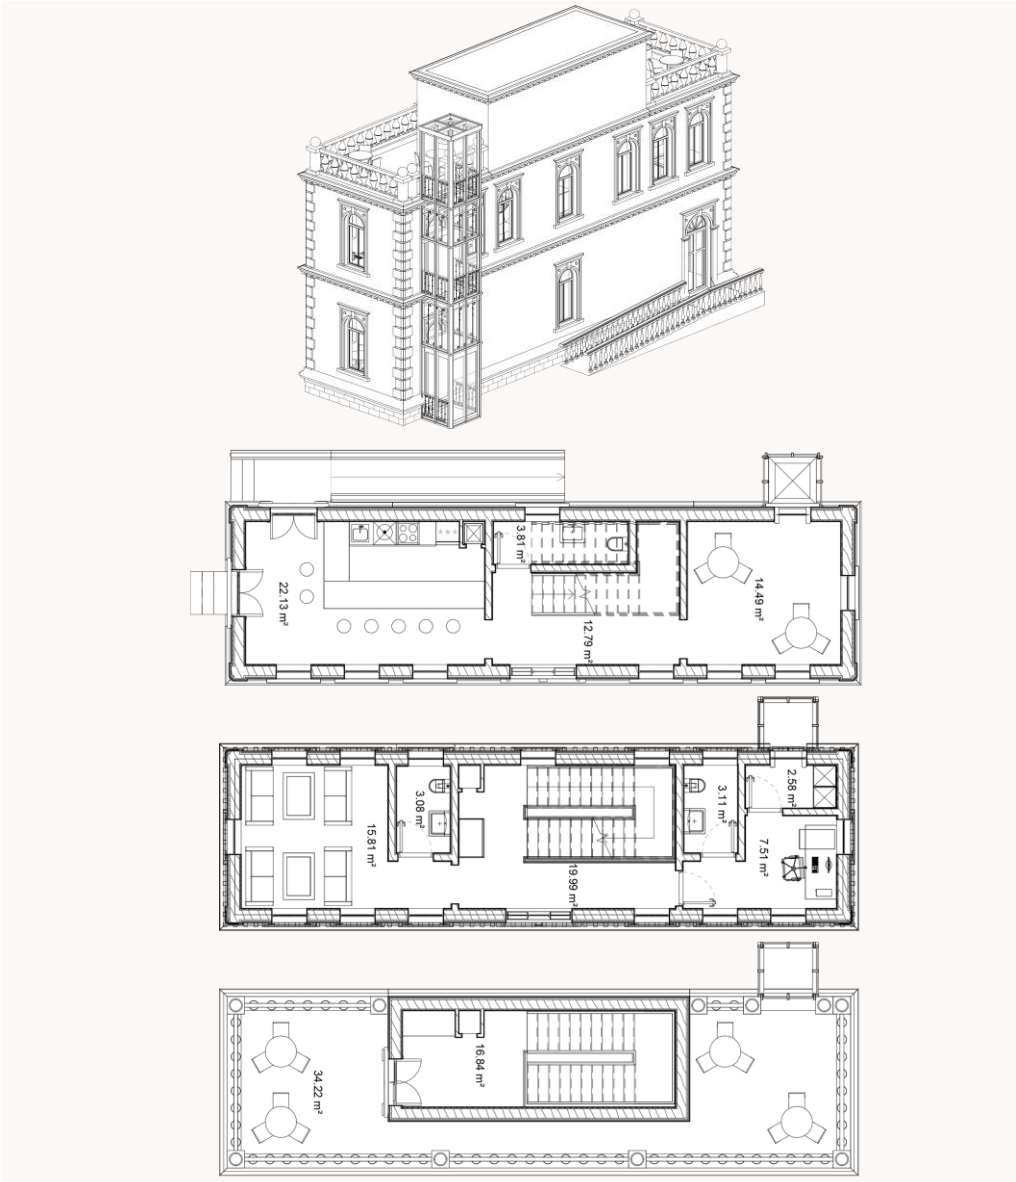 3.81 m²
22.13 m²
12.79 m²
14.49 m²
15.81 m²
3.08 m²
19.99 m²
3.11 m²
2.58 m²
7.51 m²
34.22 m²
16.84 m²